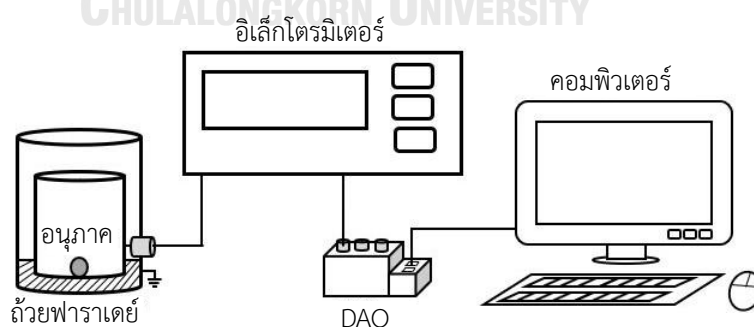 CHULALONGKORN UNIVERSITY
อิเล็กโตรมิเตอร์
คอมพิวเตอร์
อนุภาค
ถ้วยฟาราเดย์
DAQ